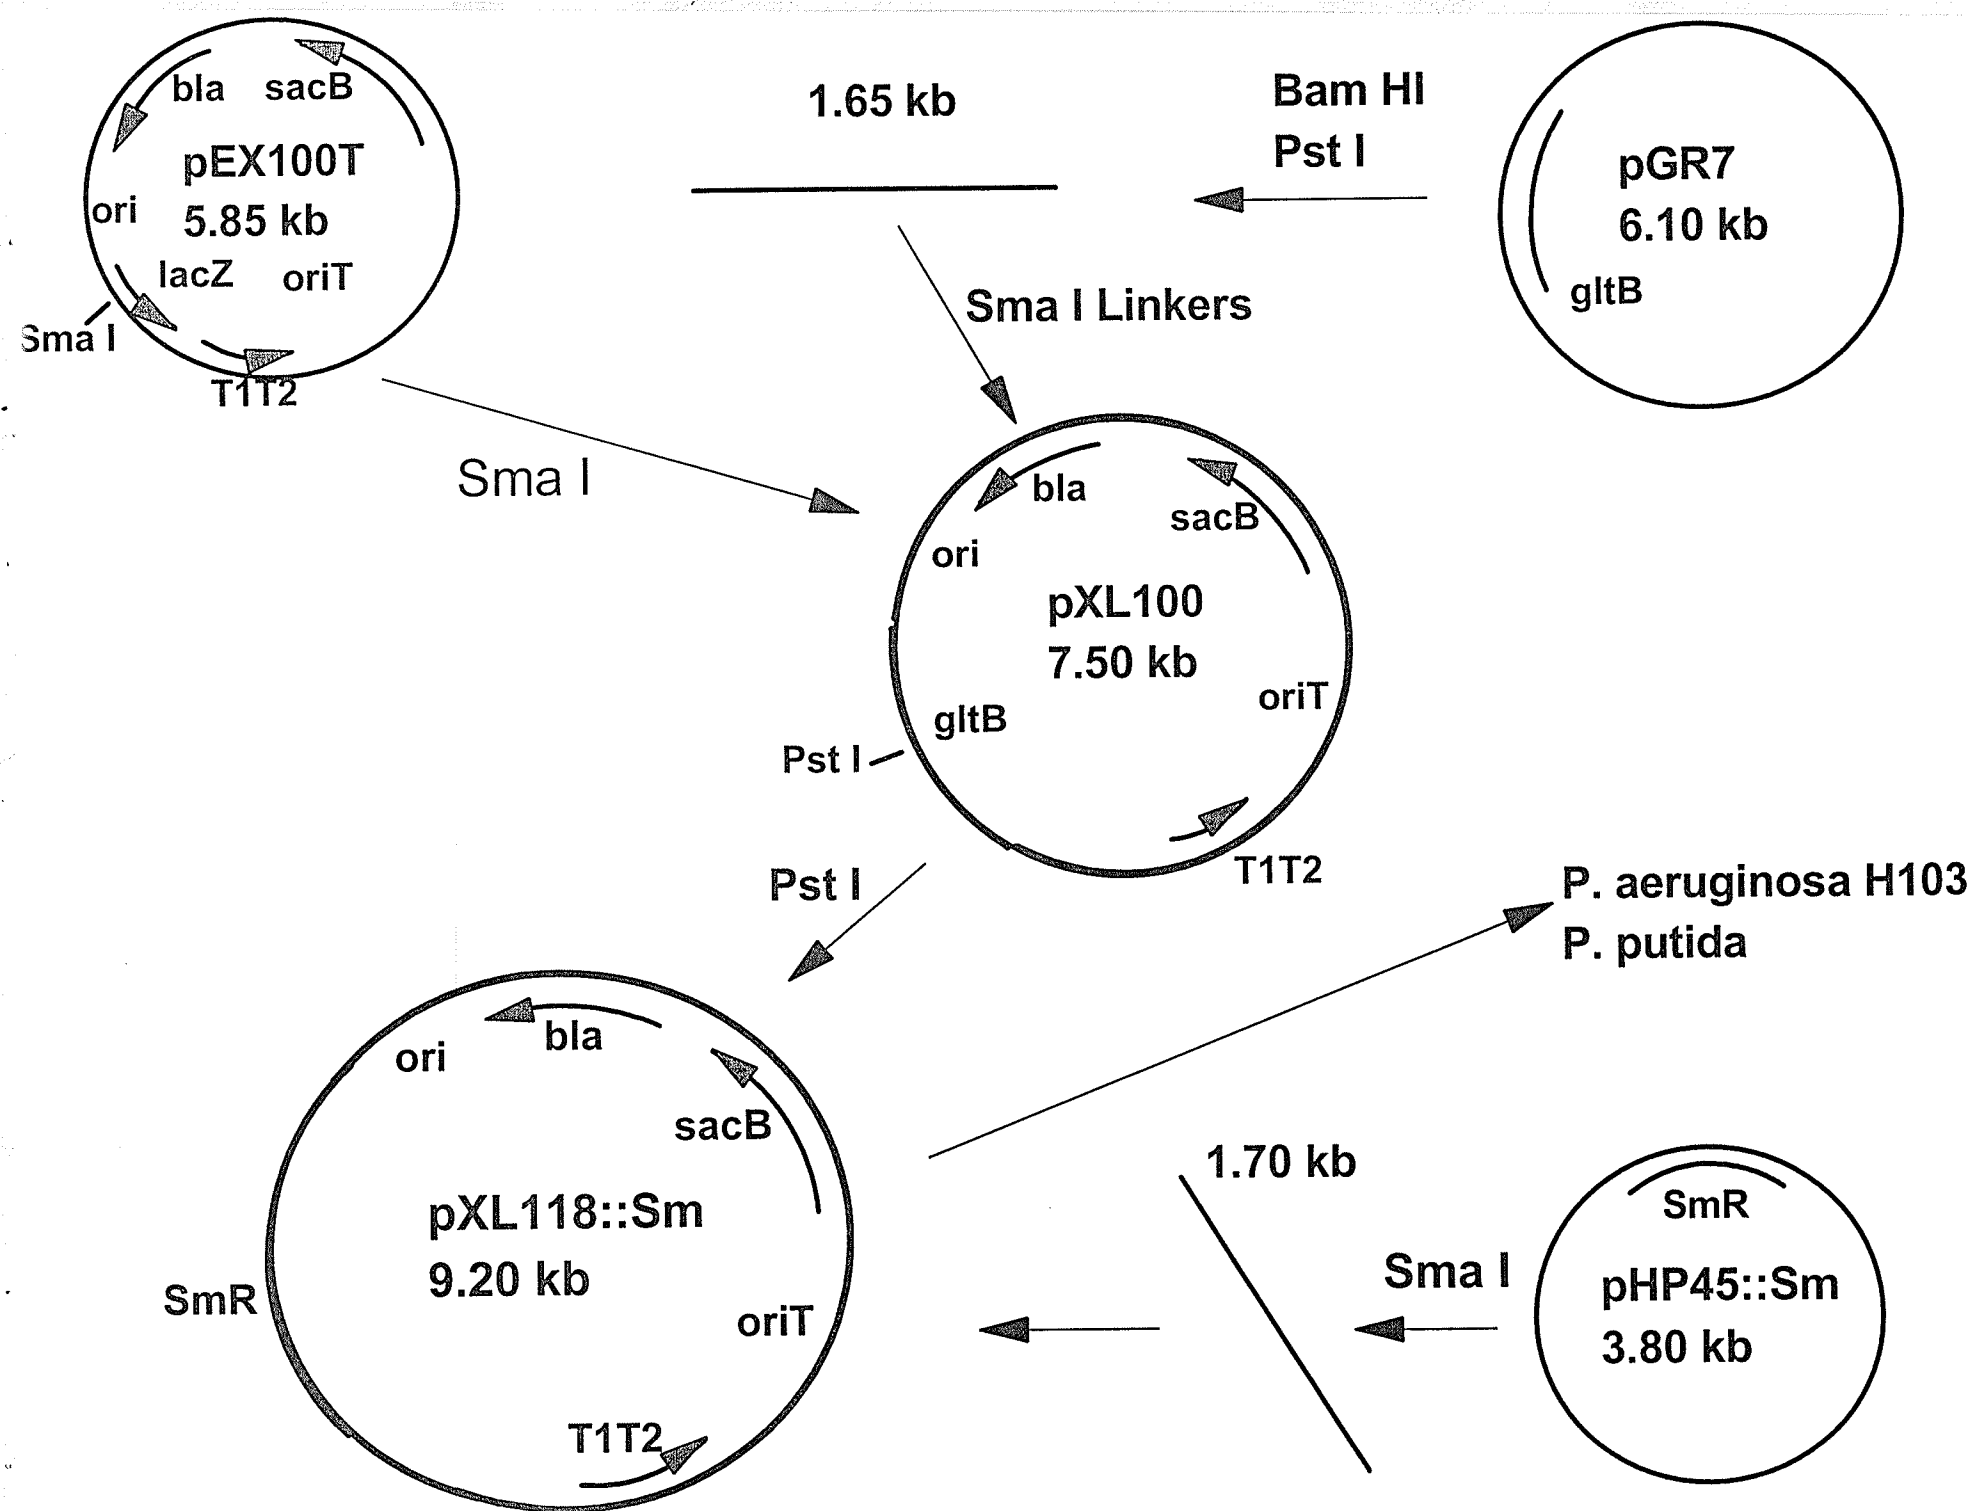 bla
sacB
pEX100T
5.85 kb
ori
lacZ
oriT
Sma I
T1T2
1.65 kb
Bam HI
Pst I
pGR7
6.10 kb
gltB
Sma I Linkers
Sma I
bla
sacB
ori
pXL100
7.50 kb
oriT
gltB
Pst I
T1T2
Pst I
P. aeruginosa H103
P. putida
bla
ori
sacB
pXL118::Sm
9.20 kb
SmR
oriT
T1T2
1.70 kb
Sma I
SmR
pHP45::Sm
3.80 kb